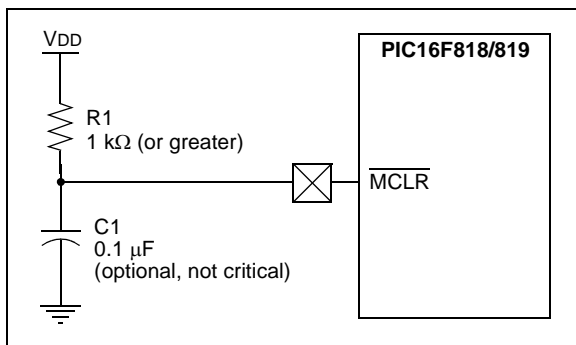 VDD
PIC16F818/819
R1
1 kΩ (or greater)
MCLR
C1
0.1 μF
(optional, not critical)